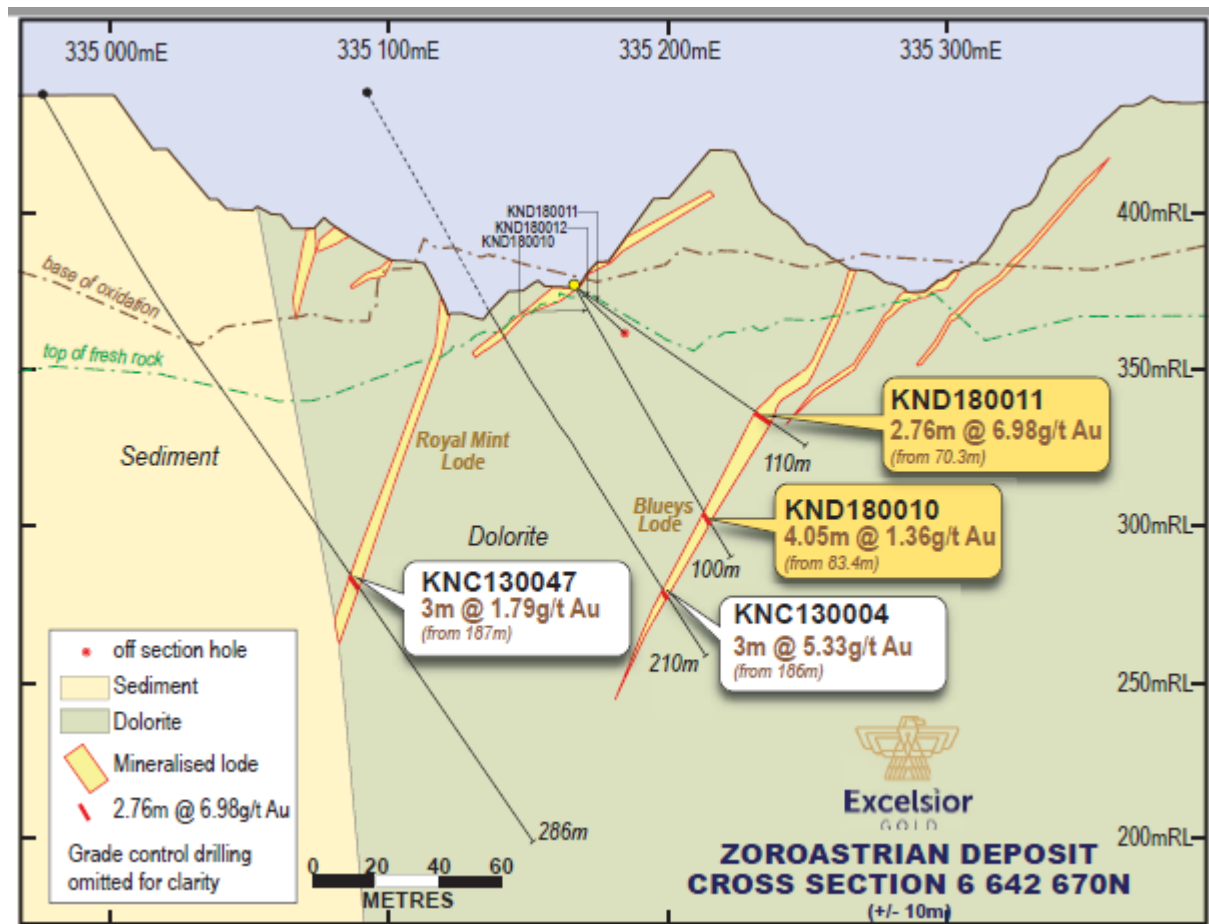 335 000mE
335 100mE
335 200mE
335 300mE
KND180011
KND180012
KND180010
400mRL
base of oxidation
top of fresh rock
350mRL
KND180011
2.76m @ 6.98g/t Au
(from 70.3m)
110m
Royal Mint
Lode
Sediment
Blueys
Lode
KND180010
4.05m @ 1.36g/t Au
(from 83.4m)
300mRL
Dolorite
100m
KNC130047
3m @ 1.79g/t Au
(from 187m)
KNC130004
3m @ 5.33g/t Au
(from 186m)
210m
250mRL
off section hole
Sediment
Dolorite
Mineralised lode
2.76m @ 6.98g/t Au
Grade control drilling
omitted for clarity
Excelsior
GOLD
286m
200mRL
0 20 40 60
METRES
ZOROASTRIAN DEPOSIT
CROSS SECTION 6 642 670N
(+/- 10m)